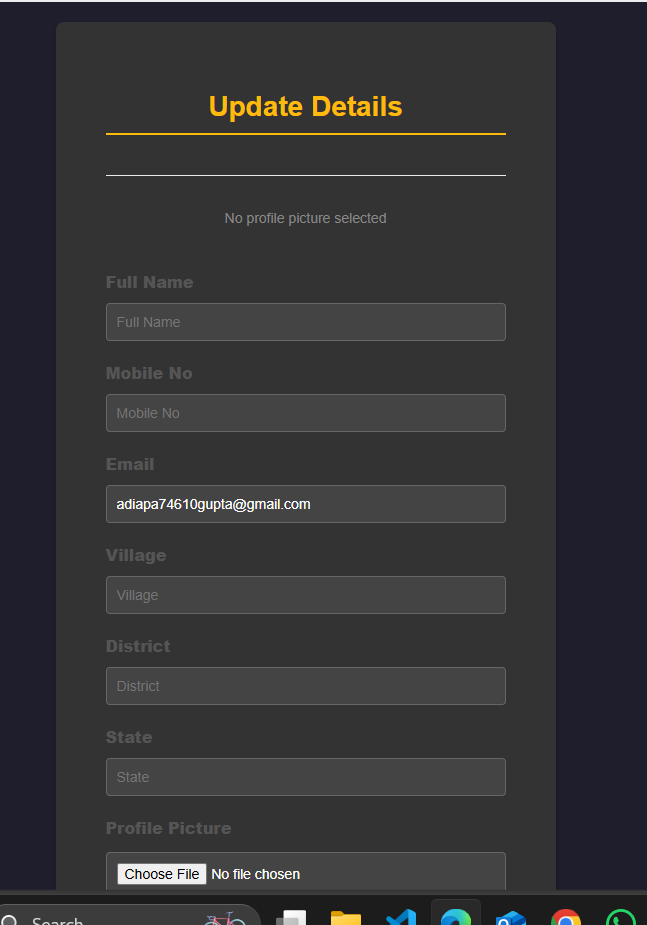 Update Details
No profile picture selected
Full Name
Full Name
Mobile No
Mobile No
Email
adiapa74610gupta@gmail.com
Village
Village
District
District
State
State
Profile Picture
Choose File No file chosen
Search